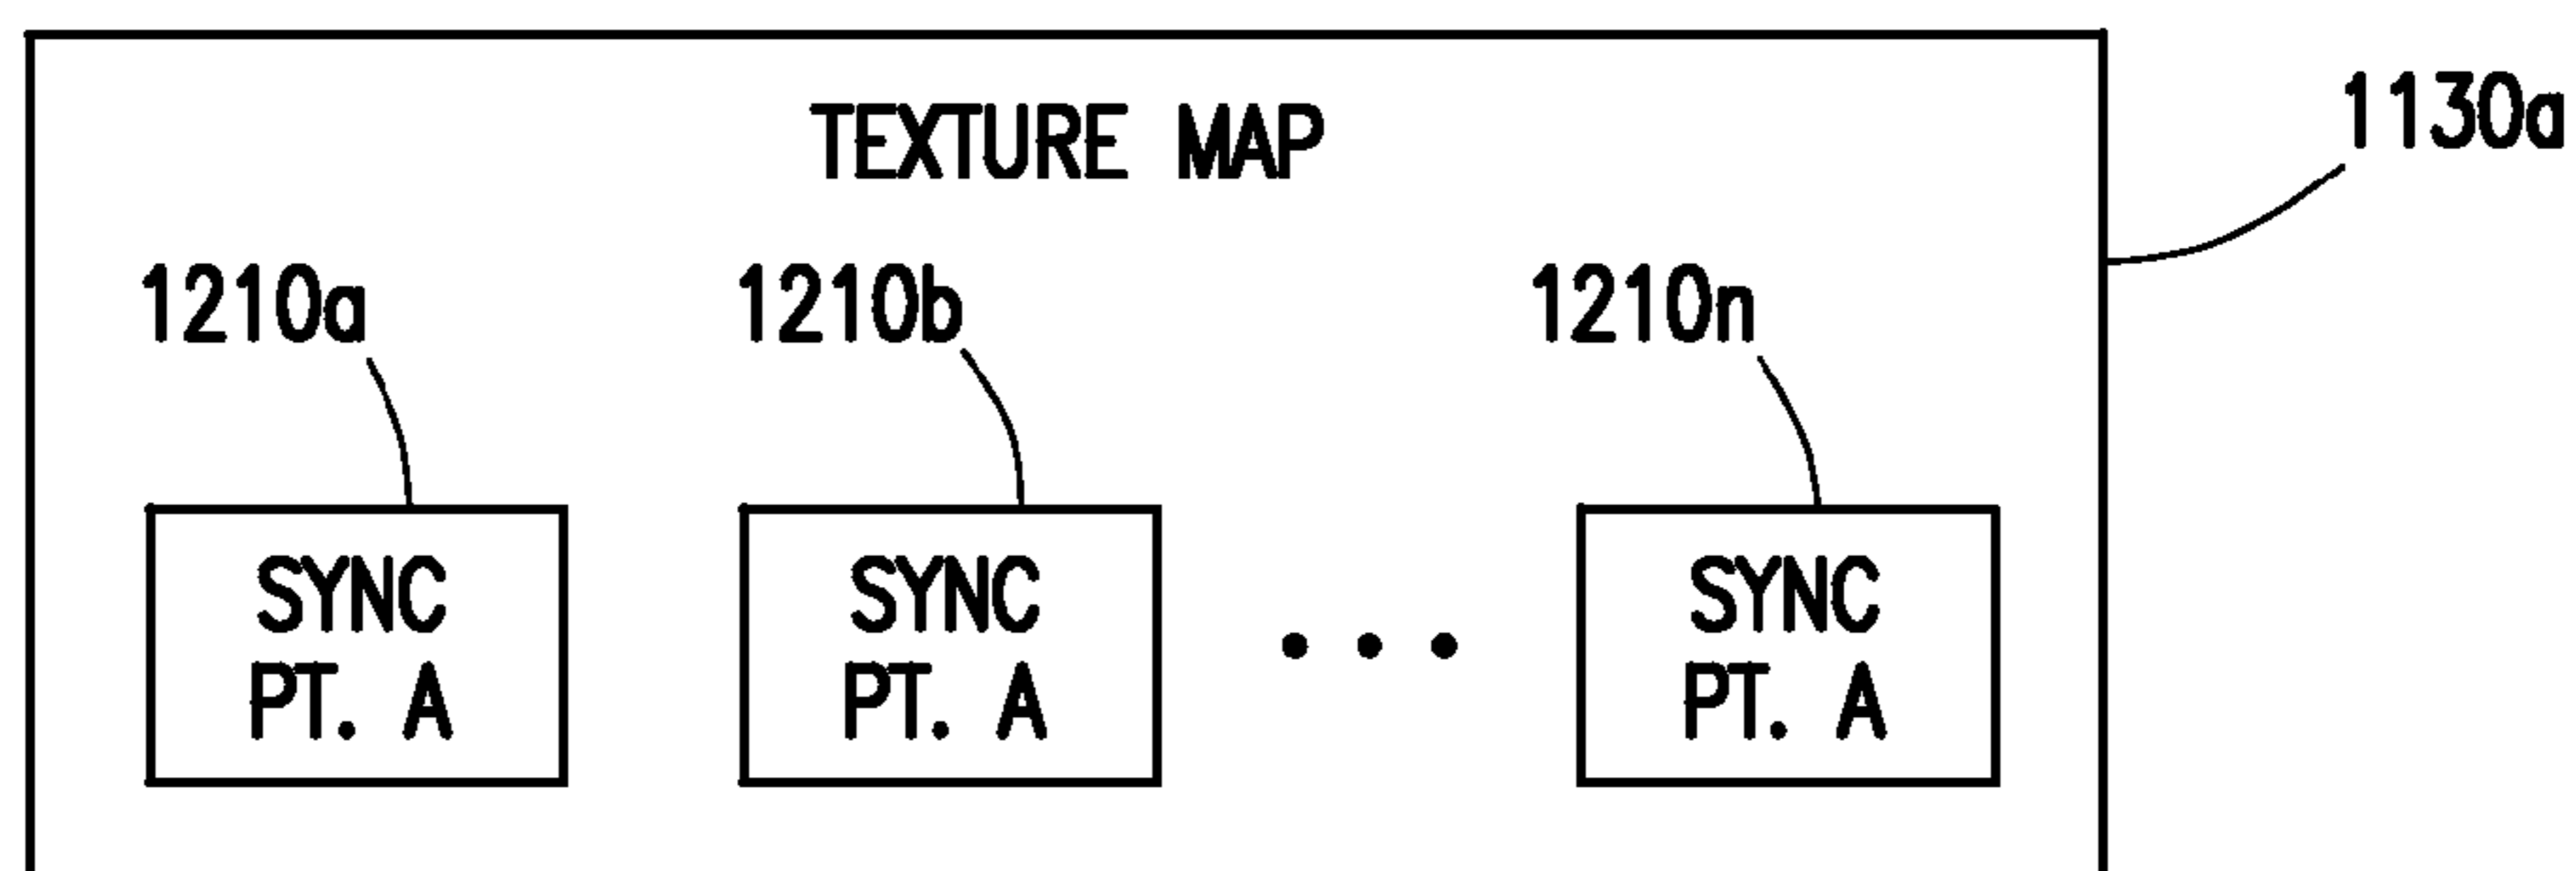 TEXTURE MAP
1130a
1210a
1210b
1210n
SYNC
PT. A
SYNC
PT. A
SYNC
PT. A